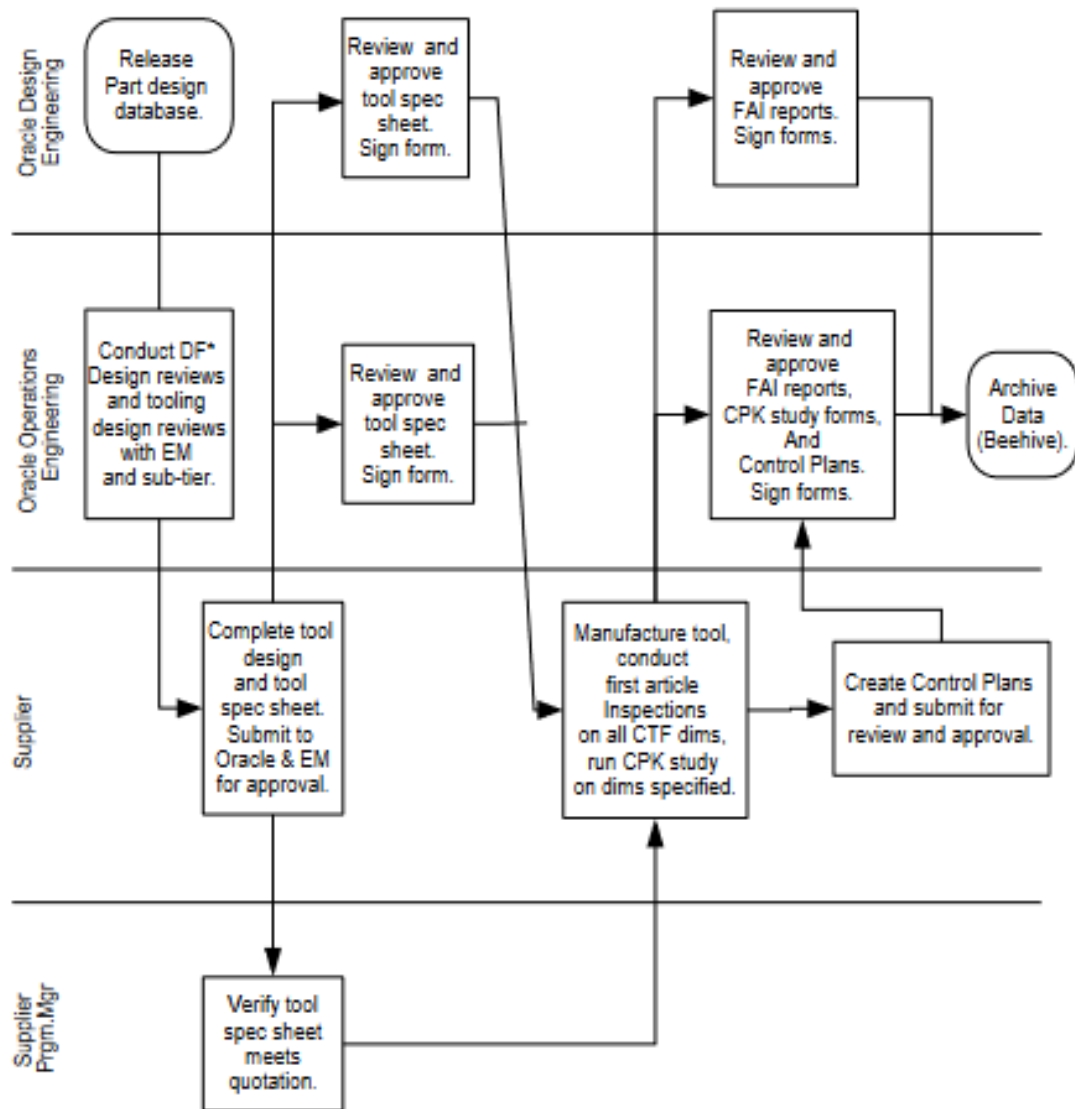 Oracle Design
Engineering
Release
Part design
database.
Review and
approve
tool spec
sheet.
Sign form.
Review and
approve
FAI reports.
Sign forms.
Oracle Operations
Engineering
Conduct DF*
Design reviews
and tooling
design reviews
with EM
and sub-tier.
Review and
approve
tool spec
sheet.
Sign form.
Review and
approve
FAI reports,
CPK study forms,
And
Control Plans.
Sign forms.
Archive
Data
(Beehive).
Supplier
Complete tool
design
and tool
spec sheet.
Submit to
Oracle & EM
for approval.
Manufacture tool,
conduct
first article
Inspections
on all CTF dims,
run CPK study
on dims specified.
Create Control Plans
and submit for
review and approval.
Supplier
Prgm.Mgr
Verify tool
spec sheet
meets
quotation.